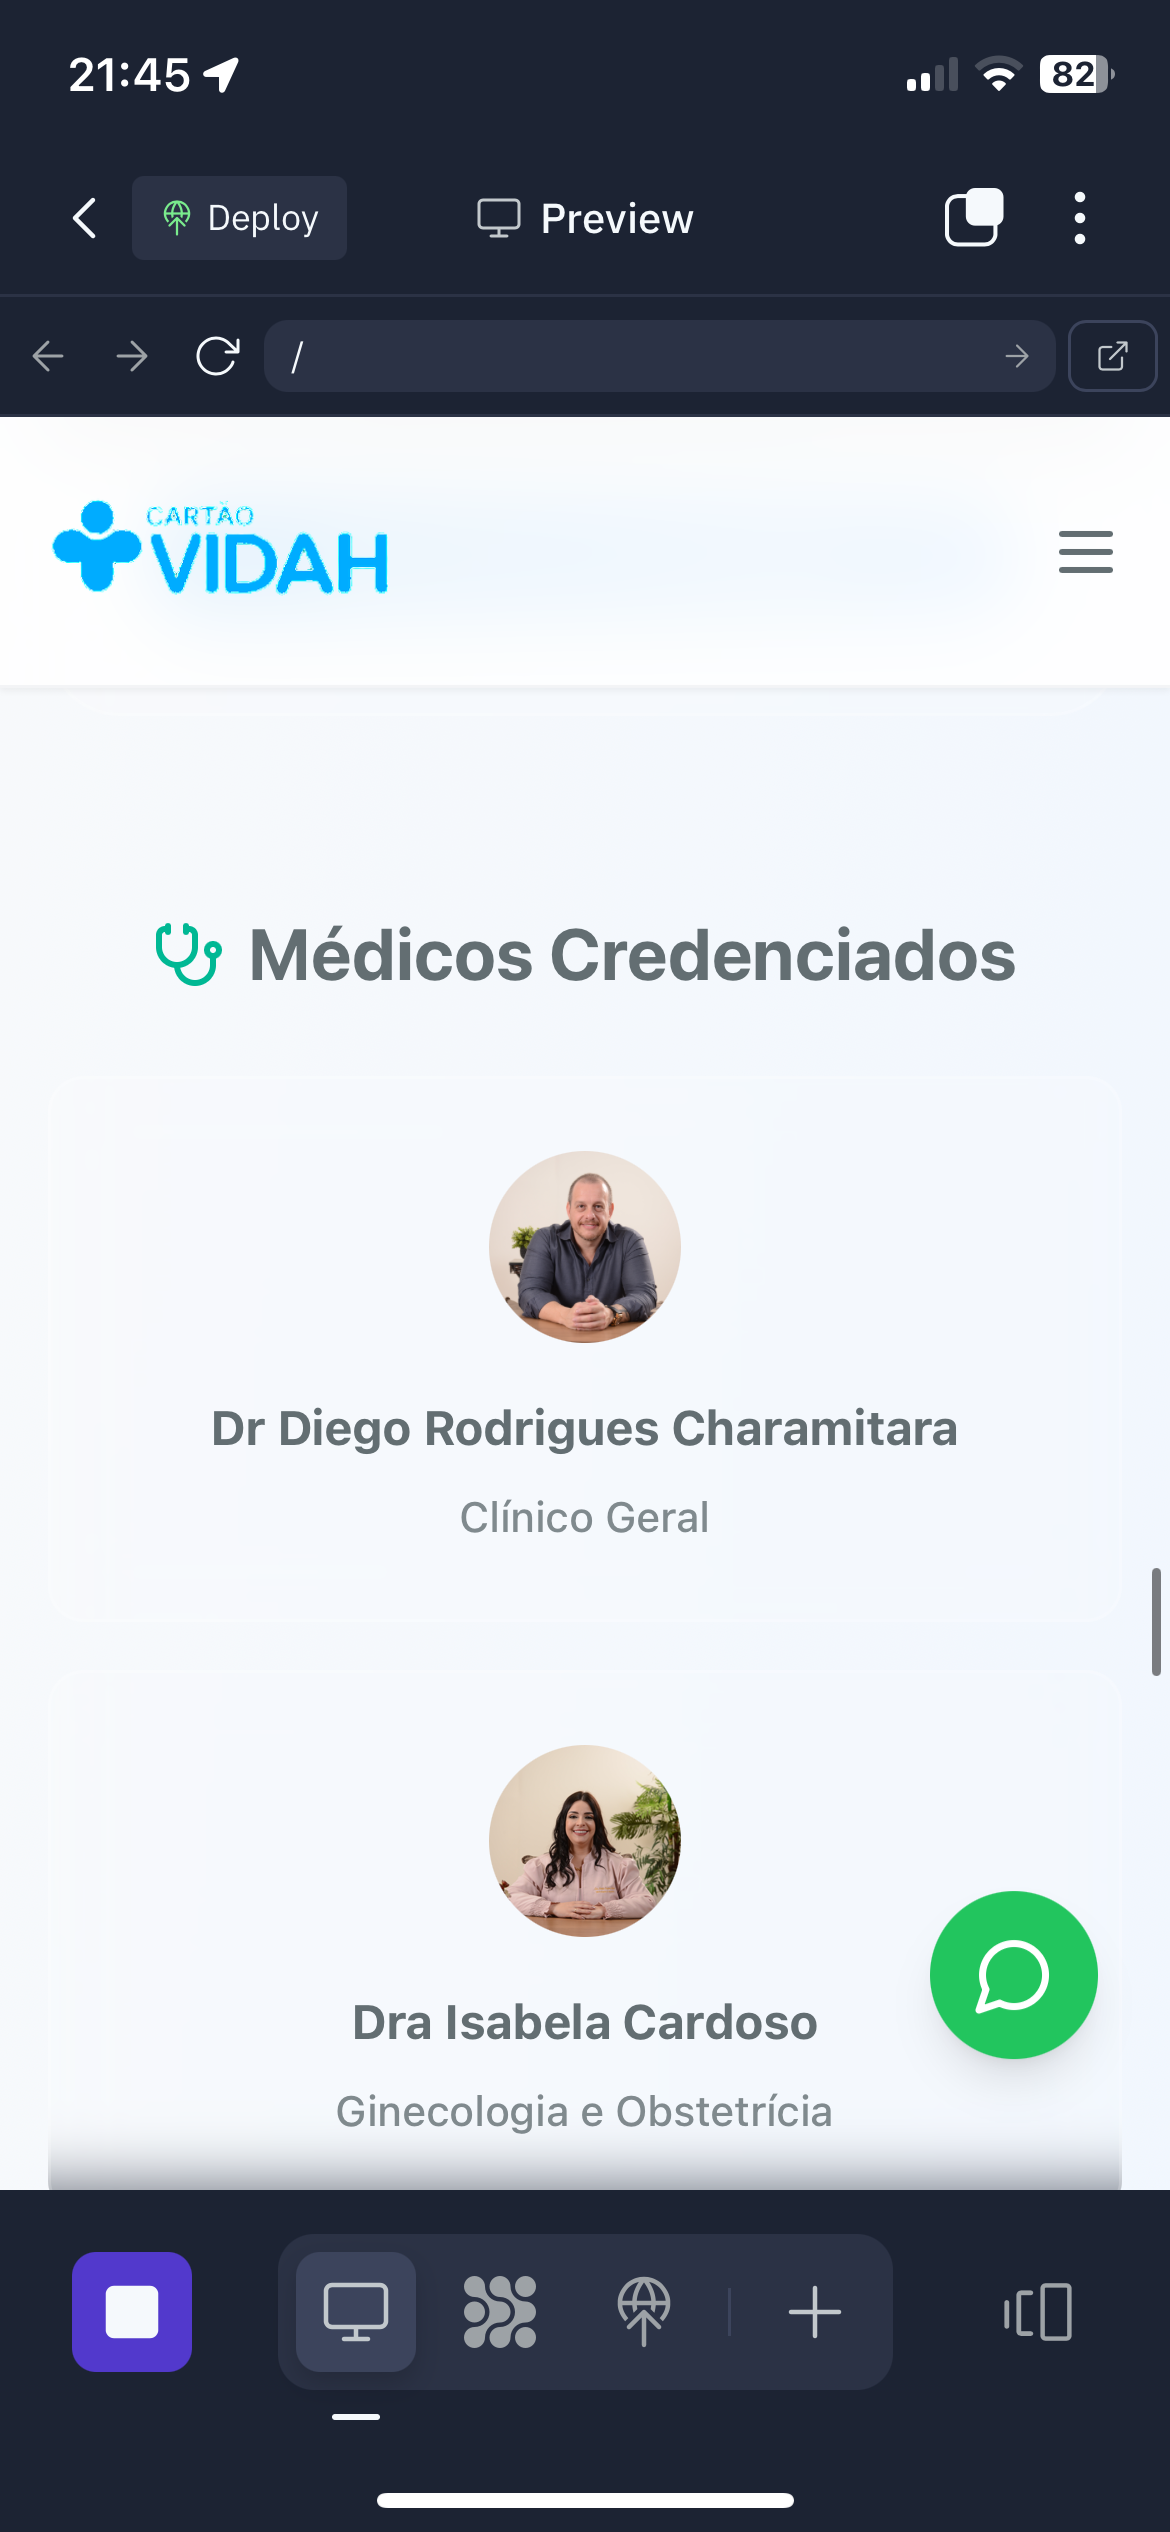 21:45
82
Deploy
Preview
/
CARTÃO
VIDAH
Médicos Credenciados
Dr Diego Rodrigues Charamitara
Clínico Geral
Dra Isabela Cardoso
Ginecologia e Obstetrícia